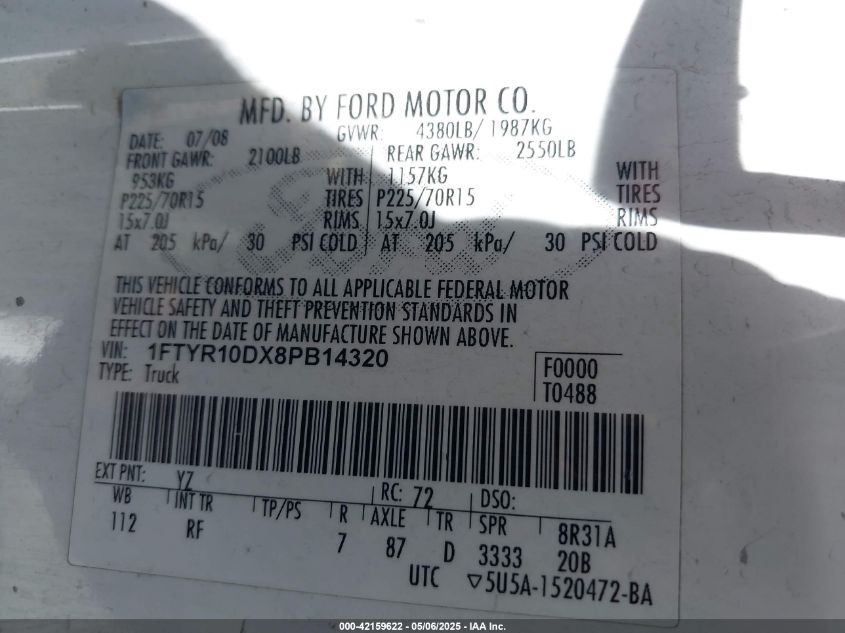 MFD. BY FORD MOTOR CO.
DATE: 07/08 GVWR: 4380LB/ 1987KG
FRONT GAWR: 2100LB REAR GAWR: 2550LB
953KG WITH 1157KG WITH
P225/70R15 TIRES P225/70R15 TIRES
15x7.0J RIMS 15x7.0J RIMS
AT 205 kPa/ 30 PSI COLD AT 205 kPa/ 30 PSI COLD
THIS VEHICLE CONFORMS TO ALL APPLICABLE FEDERAL MOTOR
VEHICLE SAFETY AND THEFT PREVENTION STANDARDS IN
EFFECT ON THE DATE OF MANUFACTURE SHOWN ABOVE.
VIN: 1FTYR10DX8PB14320 F0000
TYPE: Truck T0488
EXT PNT: YZ RC: 72 DSO:
WB INT TR TP/PS R AXLE TR SPR 8R31A
112 RF 7 87 D 3333 20B
UTC ▽5U5A-1520472-BA
000-42159622 - 05/06/2025 - IAA Inc.